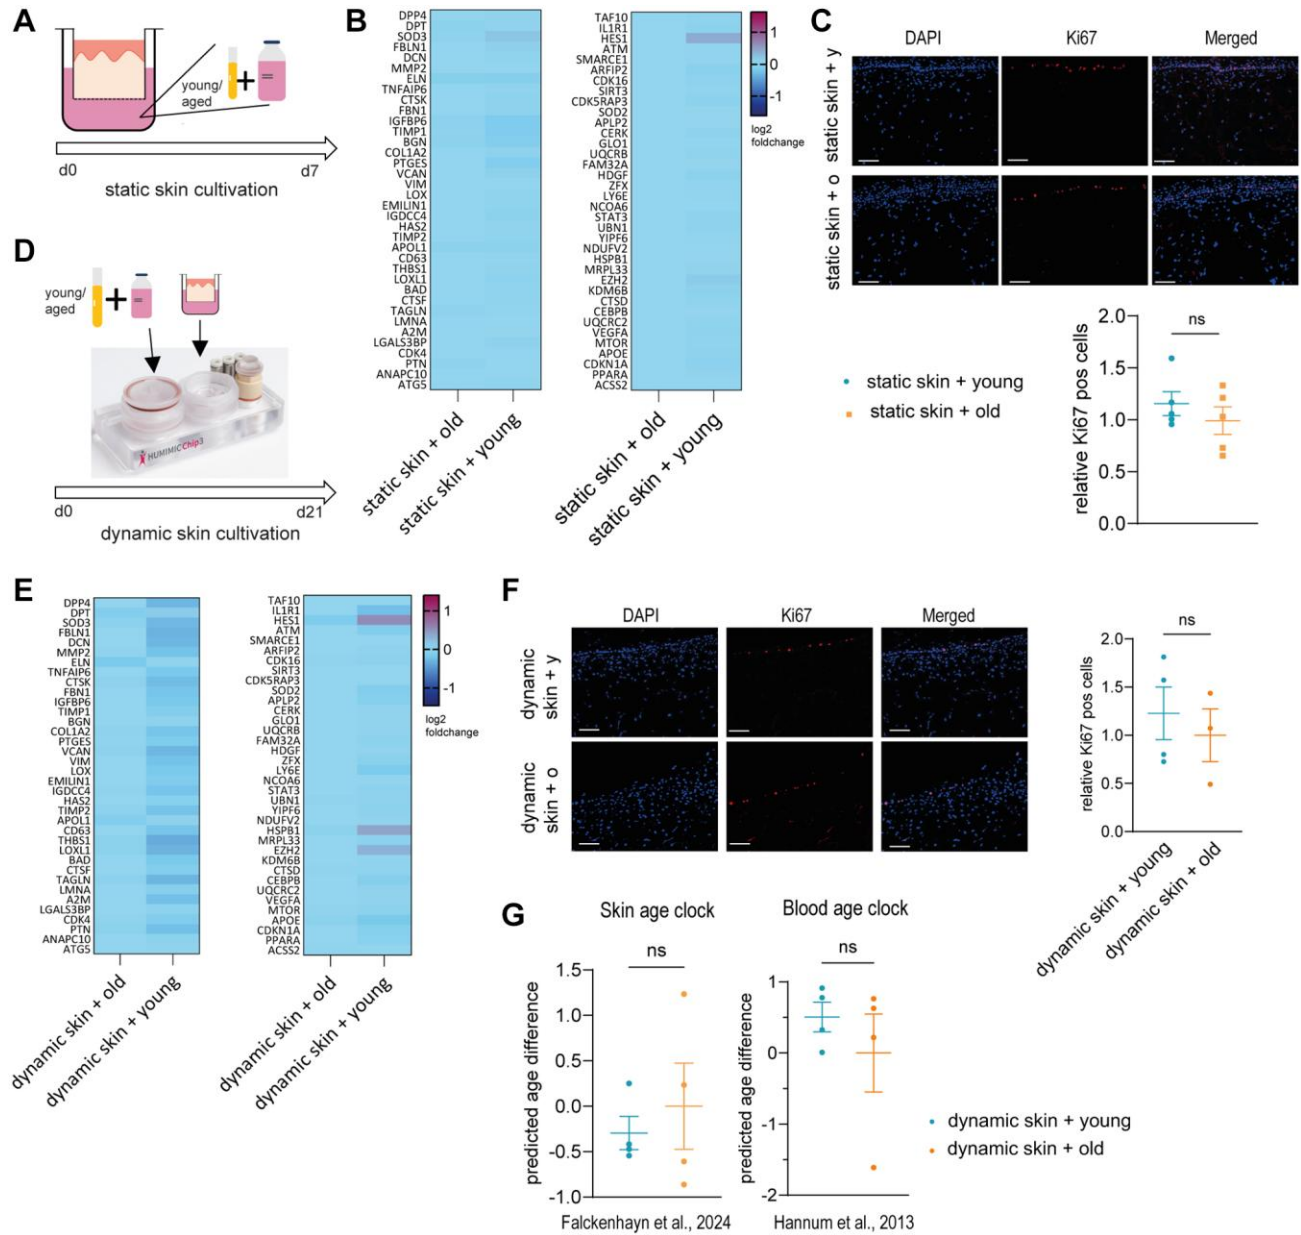 A
young/
aged
d0
d7
static skin cultivation
B
DPP4
DPT
SOD3
FBLN1
DCN
MMP2
ELN
TNFAIP6
CTSK
FBN1
IGFBP6
TIMP1
BGN
COL1A2
PTGES
VCAN
VIM
LOX
EMILIN1
IGDCC4
HAS2
TIMP2
APOL1
CD63
THBS1
LOXL1
BAD
CTSF
TAGLN
LMNA
A2M
LGALS3BP
CDK4
PTN
ANAPC10
ATG5
static skin + old
static skin + young
TAF10
IL1R1
HES1
ATM
SMARCE1
ARFIP2
CDK16
SIRT3
CDK5RAP3
SOD2
APLP2
CERK
GLO1
UQCRB
FAM32A
HDGF
ZFX
LY6E
NCOA6
STAT3
UBN1
YIPF6
NDUFV2
HSPB1
MRPL33
EZH2
KDM6B
CTSD
CEBPB
UQCRC2
VEGFA
MTOR
APOE
CDKN1A
PPARA
ACSS2
static skin + old
static skin + young
1
0
-1
log2
foldchange
C
DAPI
Ki67
Merged
static skin + y
static skin + o
static skin + young
static skin + old
ns
relative Ki67 pos cells
2.0
1.5
1.0
0.5
0.0
D
young/
aged
HUMIMIC Chip3
d0
d21
dynamic skin cultivation
E
DPP4
DPT
SOD3
FBLN1
DCN
MMP2
ELN
TNFAIP6
CTSK
FBN1
IGFBP6
TIMP1
BGN
COL1A2
PTGES
VCAN
VIM
LOX
EMILIN1
IGDCC4
HAS2
TIMP2
APOL1
CD63
THBS1
LOXL1
BAD
CTSF
TAGLN
LMNA
A2M
LGALS3BP
CDK4
PTN
ANAPC10
ATG5
dynamic skin + old
dynamic skin + young
TAF10
IL1R1
HES1
ATM
SMARCE1
ARFIP2
CDK16
SIRT3
CDK5RAP3
SOD2
APLP2
CERK
GLO1
UQCRB
FAM32A
HDGF
ZFX
LY6E
NCOA6
STAT3
UBN1
YIPF6
NDUFV2
HSPB1
MRPL33
EZH2
KDM6B
CTSD
CEBPB
UQCRC2
VEGFA
MTOR
APOE
CDKN1A
PPARA
ACSS2
dynamic skin + old
dynamic skin + young
1
0
-1
log2
foldchange
F
DAPI
Ki67
Merged
dynamic
skin + y
dynamic
skin + o
ns
relative Ki67 pos cells
2.0
1.5
1.0
0.5
0.0
dynamic skin + young
dynamic skin + old
G
Skin age clock
ns
predicted age difference
1.5
1.0
0.5
0.0
-0.5
-1.0
Falckenhayn et al., 2024
Blood age clock
ns
predicted age difference
1
0
-1
-2
Hannum et al., 2013
dynamic skin + young
dynamic skin + old